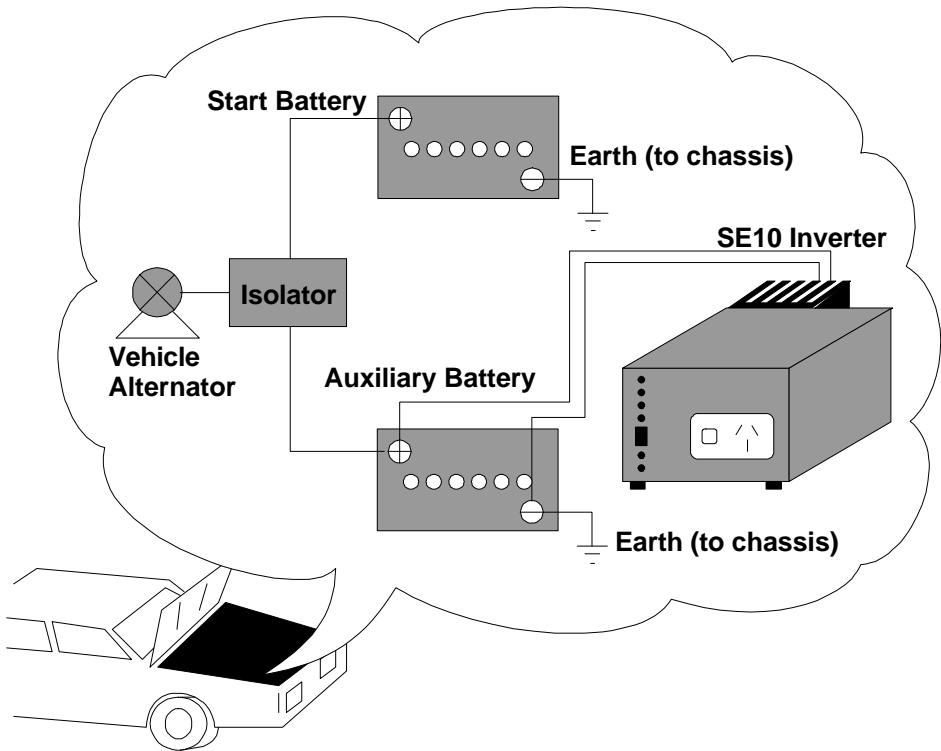 Start Battery
Earth (to chassis)
SE10 Inverter
Isolator
Vehicle
Alternator
Auxiliary Battery
Earth (to chassis)